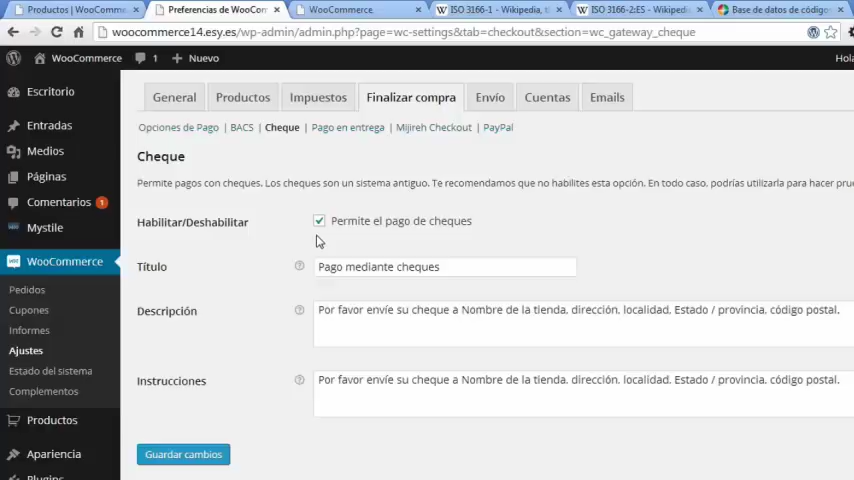 Productos | WooComme...
Preferencias de WooCom
WooCommerce,
ISO 3166-1 - Wikipedia, la
ISO 3166-2:ES - Wikipedia,
Base de datos de códigos
woocommerce14.esy.es/wp-admin/admin.php?page=wc-settings&tab=checkout&section=wc_gateway_cheque
WooCommerce 1 + Nuevo Hola
Escritorio
Entradas
Medios
Páginas
Comentarios 1
Mystile
WooCommerce
Pedidos
Cupones
Informes
Ajustes
Estado del sistema
Complementos
Productos
Apariencia
Plugins
General Productos Impuestos Finalizar compra Envío Cuentas Emails
Opciones de Pago | BACS | Cheque | Pago en entrega | Mijireh Checkout | PayPal
Cheque
Permite pagos con cheques. Los cheques son un sistema antiguo. Te recomendamos que no habilites esta opción. En todo caso, podrías utilizarla para hacer prue
Habilitar/Deshabilitar Permite el pago de cheques
Título ? Pago mediante cheques
Descripción ? Por favor envíe su cheque a Nombre de la tienda, dirección, localidad, Estado / provincia, código postal.
Instrucciones ? Por favor envíe su cheque a Nombre de la tienda, dirección, localidad, Estado / provincia, código postal.
Guardar cambios